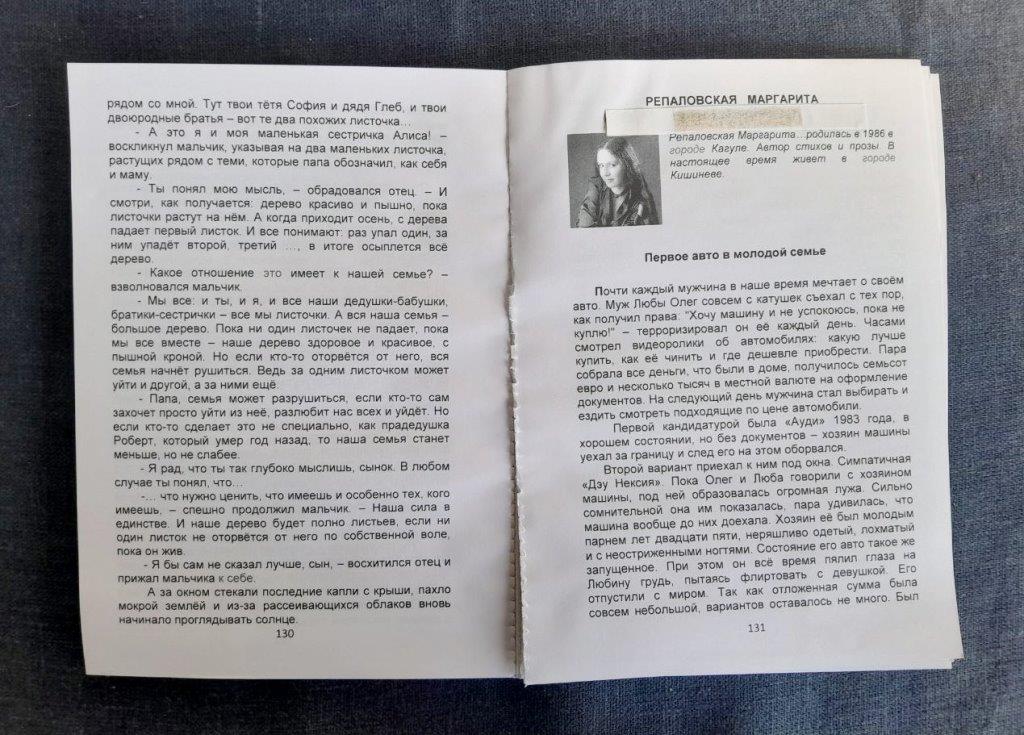 рядом со мной. Тут твои тётя София и дядя Глеб, и твои
двоюродные братья – вот те два похожих листочка…
- А это я и моя маленькая сестричка Алиса! –
воскликнул мальчик, указывая на два маленьких листочка,
растущих рядом с теми, которые папа обозначил, как себя
и маму.
- Ты понял мою мысль, – обрадовался отец. – И
смотри, как получается: дерево красиво и пышно, пока
листочки растут на нём. А когда приходит осень, с дерева
падает первый листок. И все понимают: раз упал один, за
ним упадёт второй, третий …, в итоге осыплется всё
дерево.
- Какое отношение это имеет к нашей семье? –
взволновался мальчик.
- Мы все: и ты, и я, и все наши дедушки-бабушки,
братики-сестрички – все мы листочки. А вся наша семья –
большое дерево. Пока ни один листочек не падает, пока
мы все вместе – наше дерево здоровое и красивое, с
пышной кроной. Но если кто-то оторвётся от него, вся
семья начнёт рушиться. Ведь за одним листочком может
уйти и другой, а за ними ещё.
- Папа, семья может разрушиться, если кто-то сам
захочет просто уйти из неё, разлюбит нас всех и уйдёт. Но
если кто-то сделает это не специально, как прадедушка
Роберт, который умер год назад, то наша семья станет
меньше, но не слабее.
- Я рад, что ты так глубоко мыслишь, сынок. В любом
случае ты понял, что…
-… что нужно ценить, что имеешь и особенно тех, кого
имеешь, – спешно продолжил мальчик. – Наша сила в
единстве. И наше дерево будет полно листьев, если ни
один листок не оторвётся от него по собственной воле,
пока он жив.
- Я бы сам не сказал лучше, сын, – восхитился отец и
прижал мальчика к себе.
А за окном стекали последние капли с крыши, пахло
мокрой землёй и из-за рассеивающихся облаков вновь
начинало проглядывать солнце.
130
РЕПАЛОВСКАЯ МАРГАРИТА
Репаловская Маргарита…родилась в 1986 в
городе Кагуле. Автор стихов и прозы. В
настоящее время живет в городе
Кишиневе.
Первое авто в молодой семье
Почти каждый мужчина в наше время мечтает о своём
авто. Муж Любы Олег совсем с катушек съехал с тех пор,
как получил права: "Хочу машину и не успокоюсь, пока не
куплю!" – терроризировал он её каждый день. Часами
смотрел видеоролики об автомобилях: какую лучше
купить, как её чинить и где дешевле приобрести. Пара
собрала все деньги, что были в доме, получилось семьсот
евро и несколько тысяч в местной валюте на оформление
документов. На следующий день мужчина стал выбирать и
ездить смотреть подходящие по цене автомобили.
Первой кандидатурой была «Ауди» 1983 года, в
хорошем состоянии, но без документов – хозяин машины
уехал за границу и след его на этом оборвался.
Второй вариант приехал к ним под окна. Симпатичная
«Дэу Нексия». Пока Олег и Люба говорили с хозяином
машины, под ней образовалась огромная лужа. Сильно
сомнительной она им показалась, пара удивилась, что
машина вообще до них доехала. Хозяин её был молодым
парнем лет двадцати пяти, неряшливо одетый, лохматый
и с неостриженными ногтями. Состояние его авто такое же
запущенное. При этом он всё время пялил глаза на
Любину грудь, пытаясь флиртовать с девушкой. Его
отпустили с миром. Так как отложенная сумма была
совсем небольшой, вариантов оставалось не много. Был
131